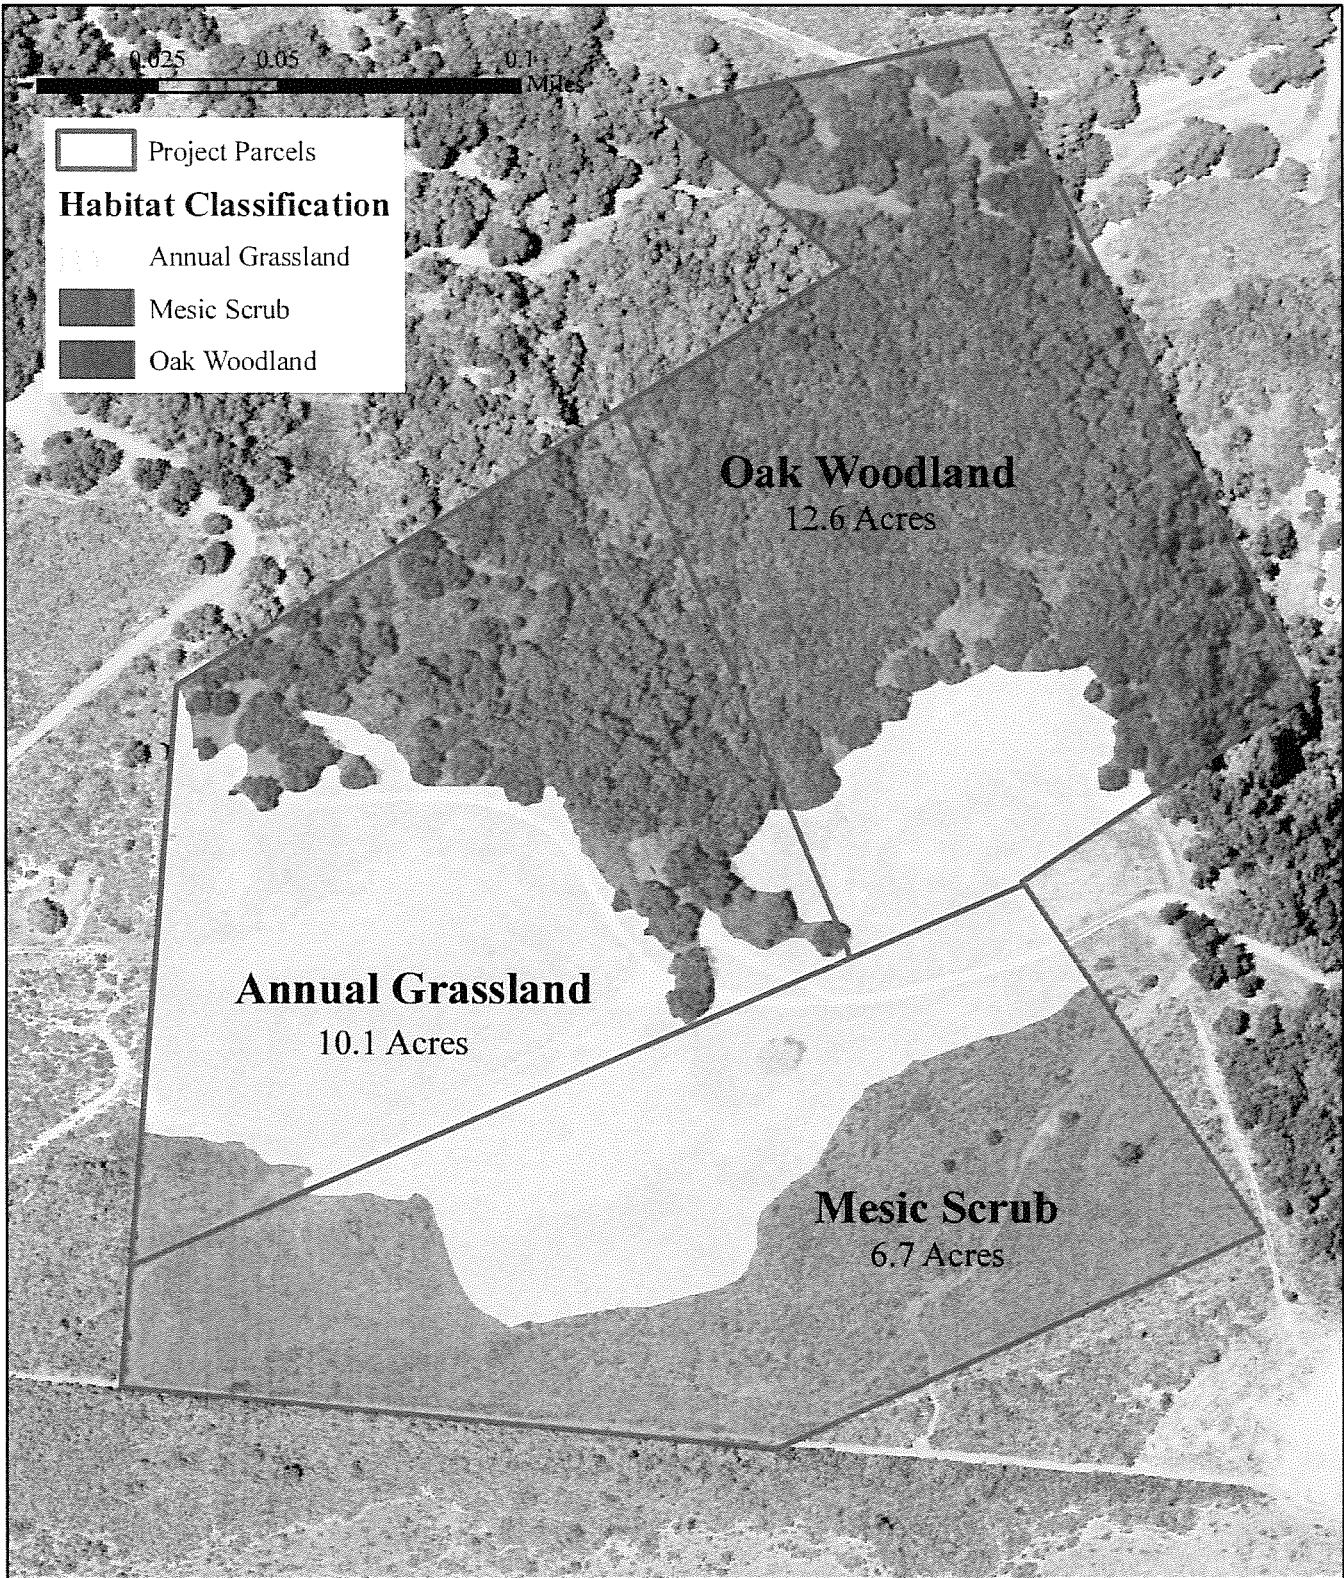 0.025 0.05 0.1
Miles
Project Parcels
Habitat Classification
Annual Grassland
Mesic Scrub
Oak Woodland
Oak Woodland
12.6 Acres
Annual Grassland
10.1 Acres
Mesic Scrub
6.7 Acres